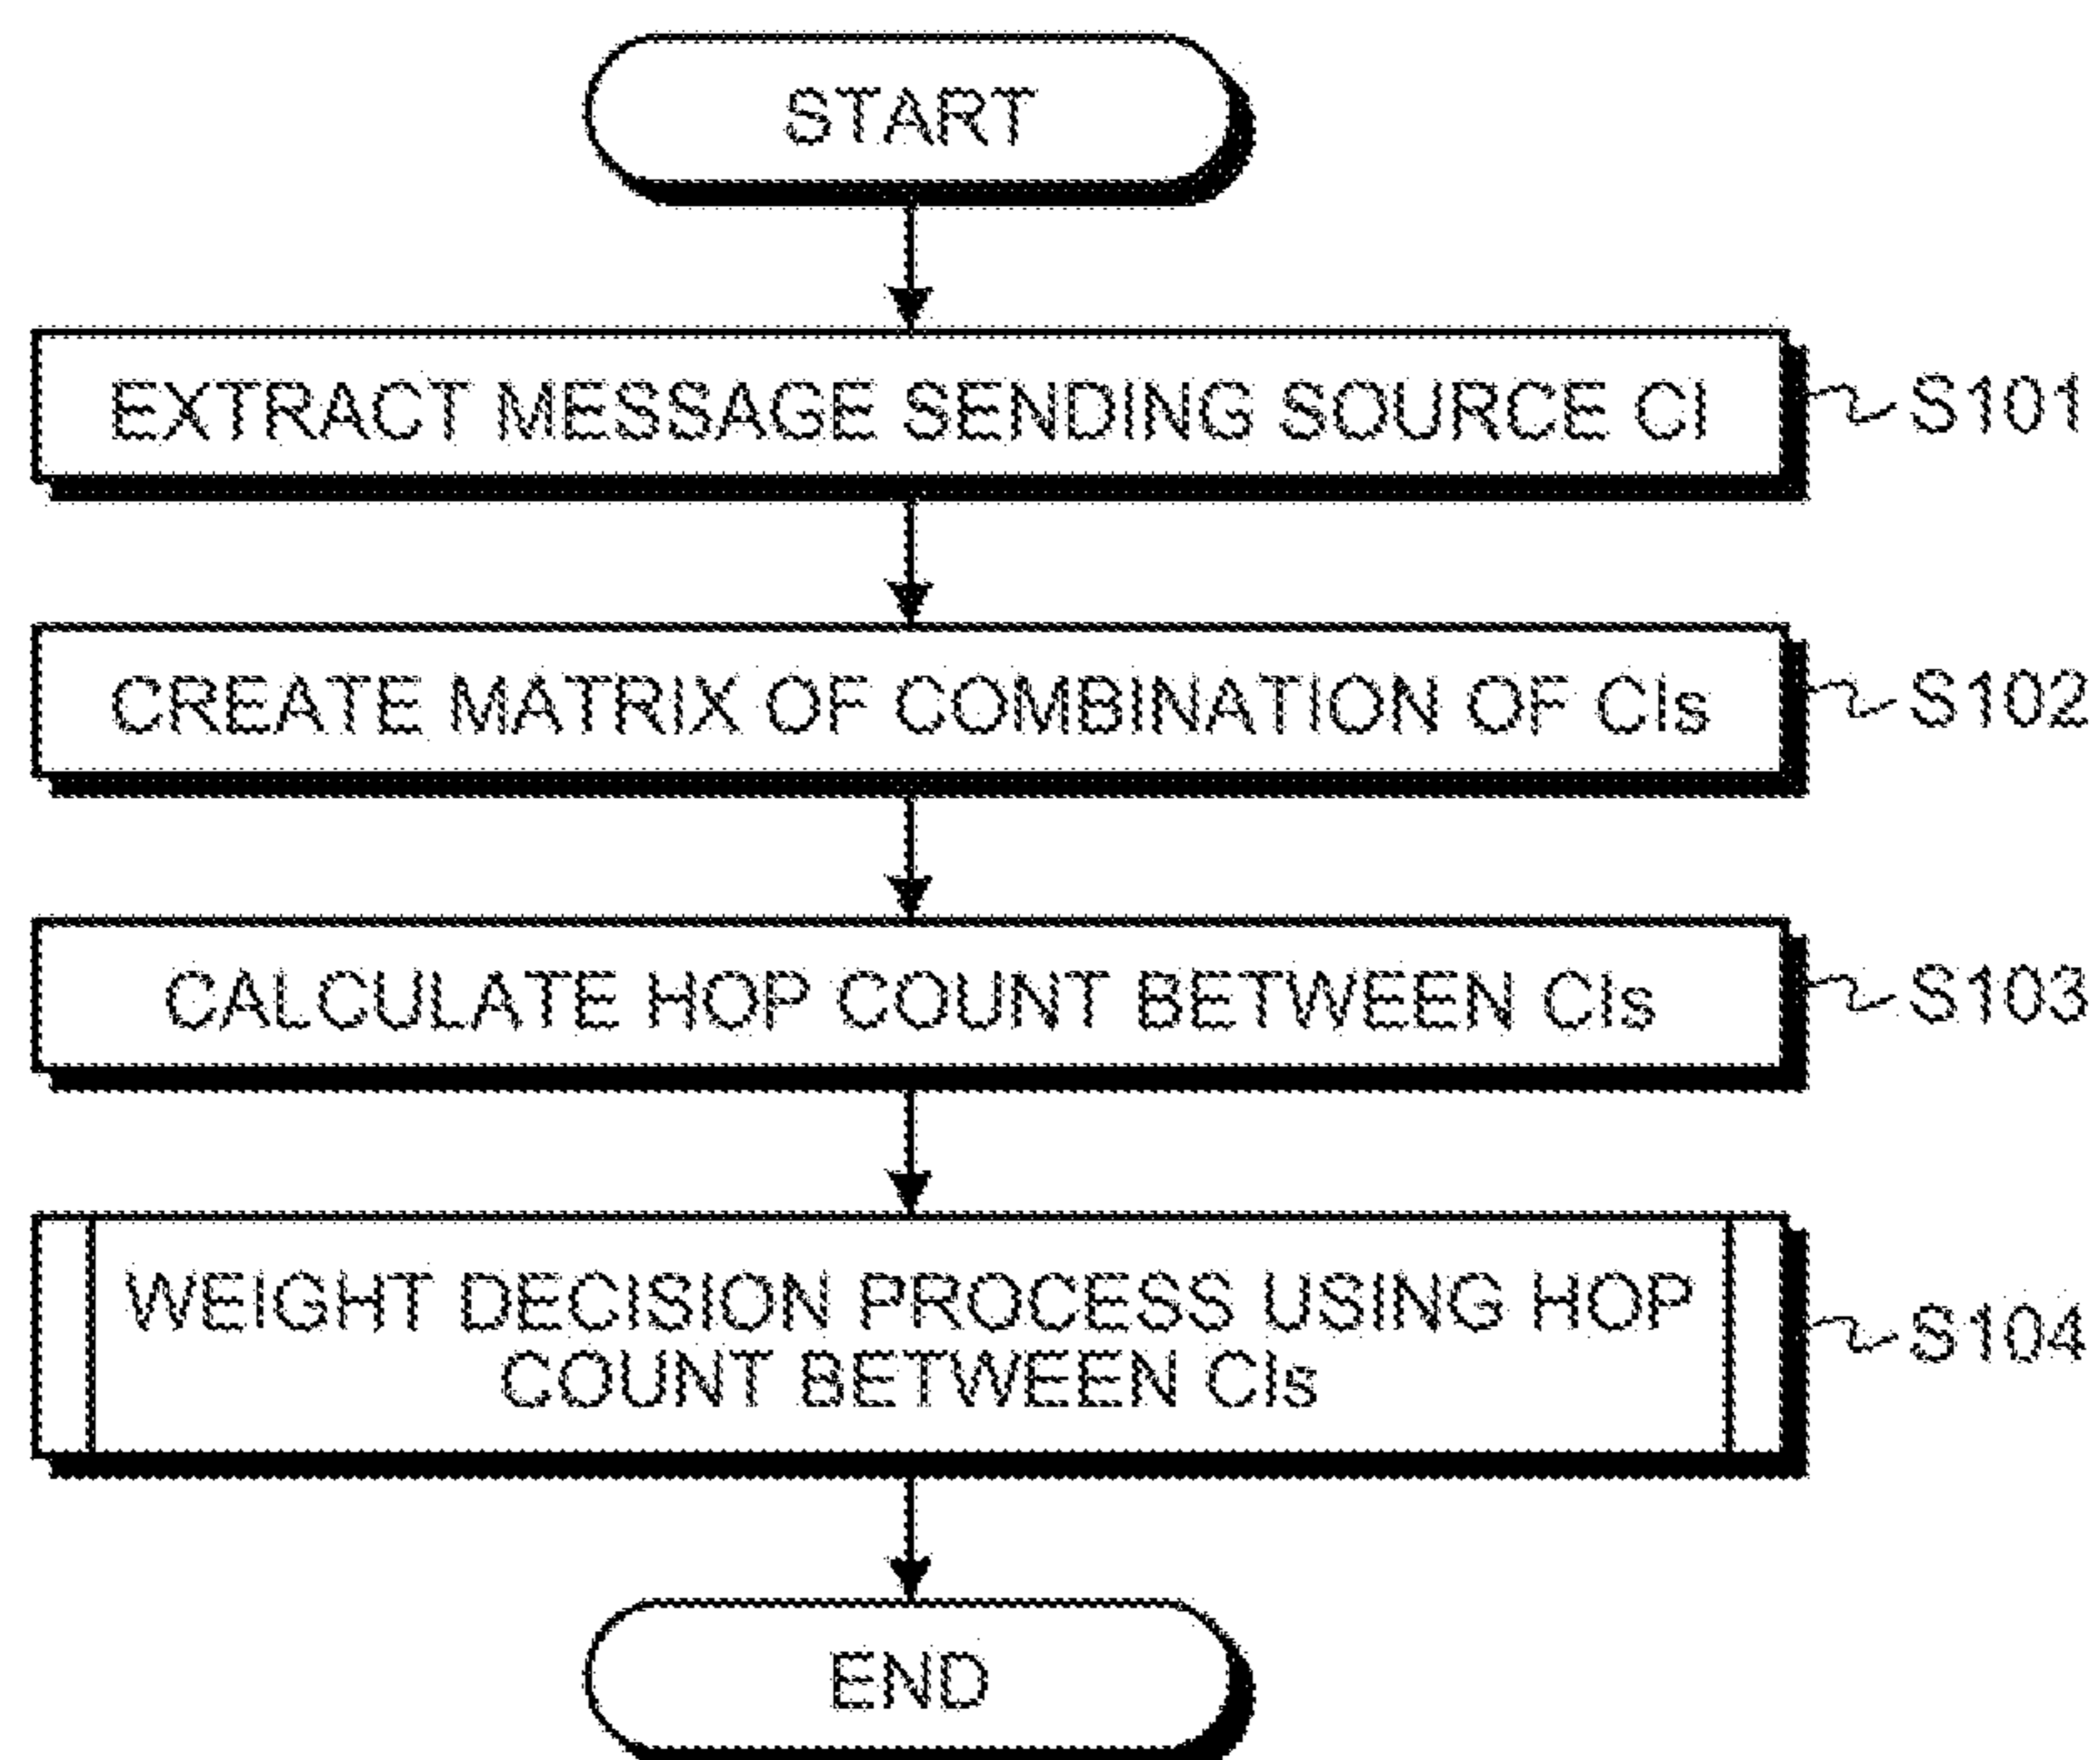 START
EXTRACT MESSAGE SENDING SOURCE CI
S101
CREATE MATRIX OF COMBINATION OF CIs
S102
CALCULATE HOP COUNT BETWEEN CIs
S103
WEIGHT DECISION PROCESS USING HOP
COUNT BETWEEN CIs
S104
END